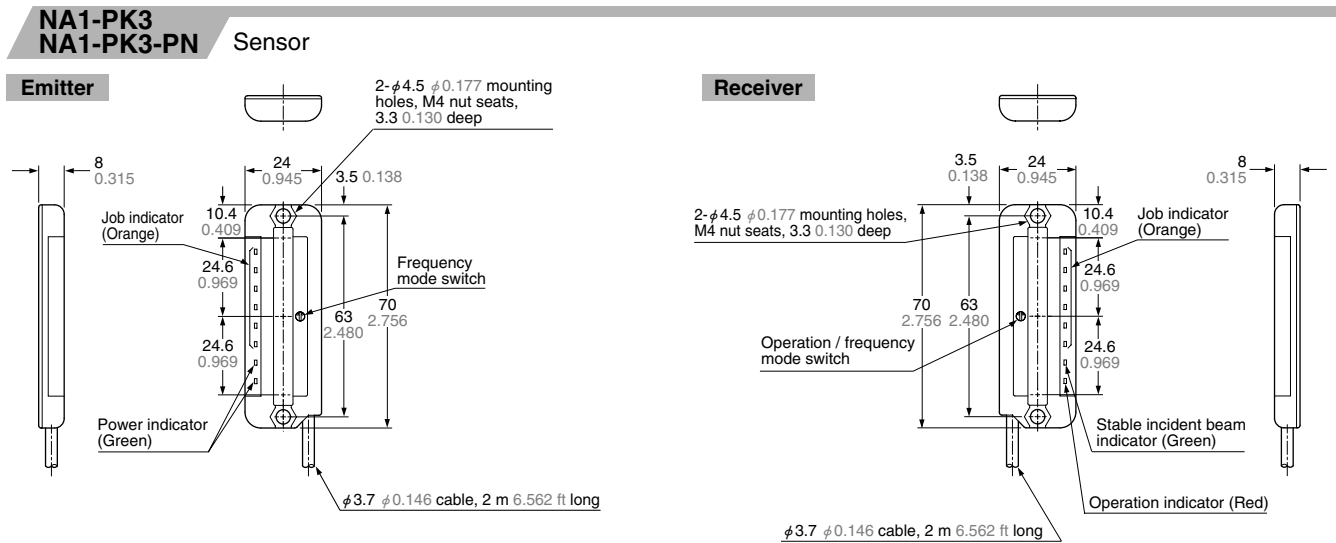 NA1-PK3
NA1-PK3-PN Sensor
Emitter
2-φ4.5 φ0.177 mounting
holes, M4 nut seats,
3.3 0.130 deep
8
0.315
24
0.945
3.5 0.138
Job indicator
(Orange)
10.4
0.409
24.6
0.969
Frequency
mode switch
63
2.480
70
2.756
24.6
0.969
Power indicator
(Green)
φ3.7 φ0.146 cable, 2 m 6.562 ft long
Receiver
3.5
0.138
24
0.945
8
0.315
2-φ4.5 φ0.177 mounting holes,
M4 nut seats, 3.3 0.130 deep
10.4
0.409
Job indicator
(Orange)
24.6
0.969
70
2.756
63
2.480
Operation / frequency
mode switch
24.6
0.969
Stable incident beam
indicator (Green)
Operation indicator (Red)
φ3.7 φ0.146 cable, 2 m 6.562 ft long